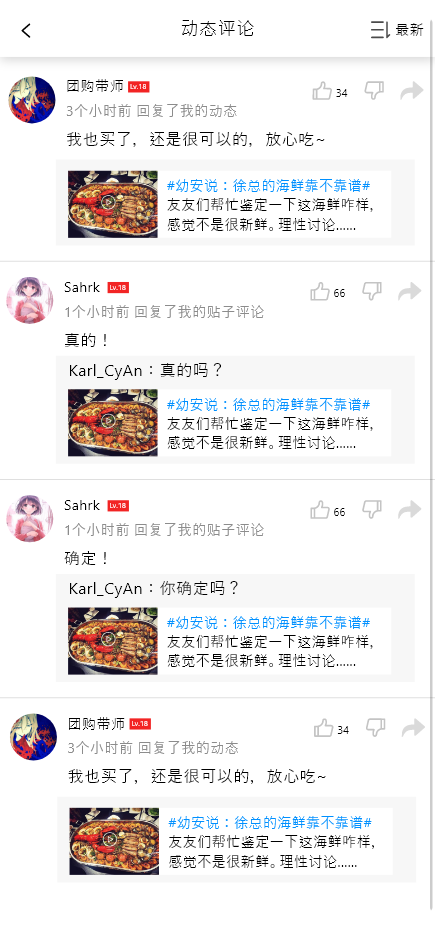 动态评论
最新
团购带师 Lv.18
34
3个小时前 回复了我的动态
我也买了，还是很可以的，放心吃~
#幼安说：徐总的海鲜靠不靠谱#
友友们帮忙鉴定一下这海鲜咋样，
感觉不是很新鲜。理性讨论......
Sahrk Lv.18
66
1个小时前 回复了我的贴子评论
真的！
Karl_CyAn：真的吗？
#幼安说：徐总的海鲜靠不靠谱#
友友们帮忙鉴定一下这海鲜咋样，
感觉不是很新鲜。理性讨论......
Sahrk Lv.18
66
1个小时前 回复了我的贴子评论
确定！
Karl_CyAn：你确定吗？
#幼安说：徐总的海鲜靠不靠谱#
友友们帮忙鉴定一下这海鲜咋样，
感觉不是很新鲜。理性讨论......
团购带师 Lv.18
34
3个小时前 回复了我的动态
我也买了，还是很可以的，放心吃~
#幼安说：徐总的海鲜靠不靠谱#
友友们帮忙鉴定一下这海鲜咋样，
感觉不是很新鲜。理性讨论......